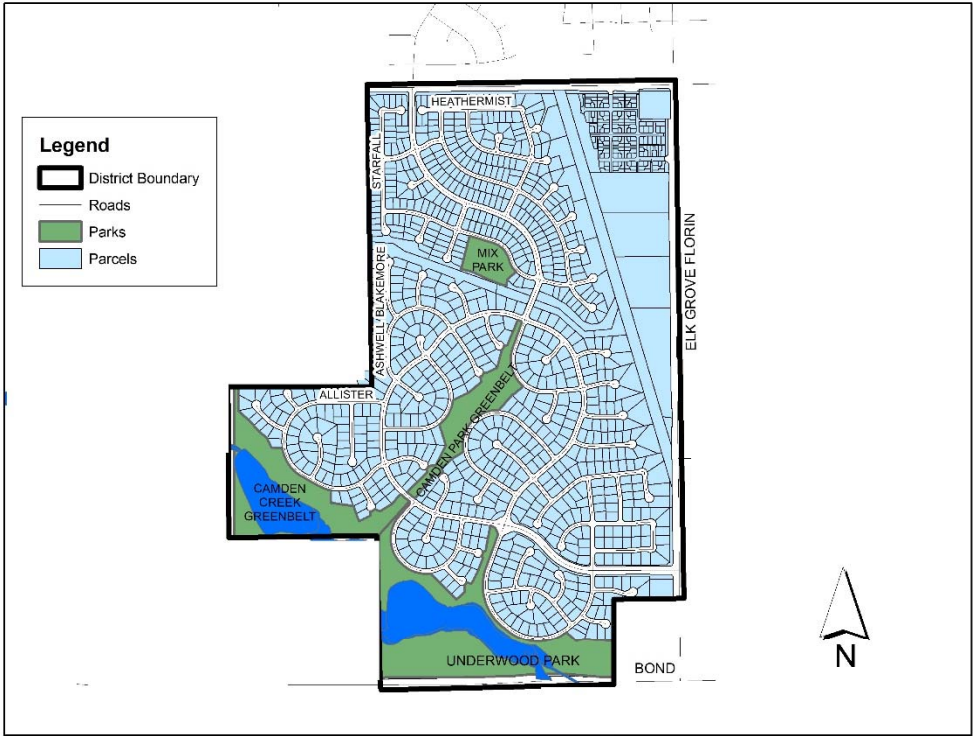 Legend
District Boundary
Roads
Parks
Parcels
HEATHERMIST
STARFALL
MIX
PARK
ASHWELL BLAKEMORE
ELK GROVE FLORIN
ALLISTER
CAMDEN PARK GREENBELT
CAMDEN
CREEK
GREENBELT
UNDERWOOD PARK
BOND
N